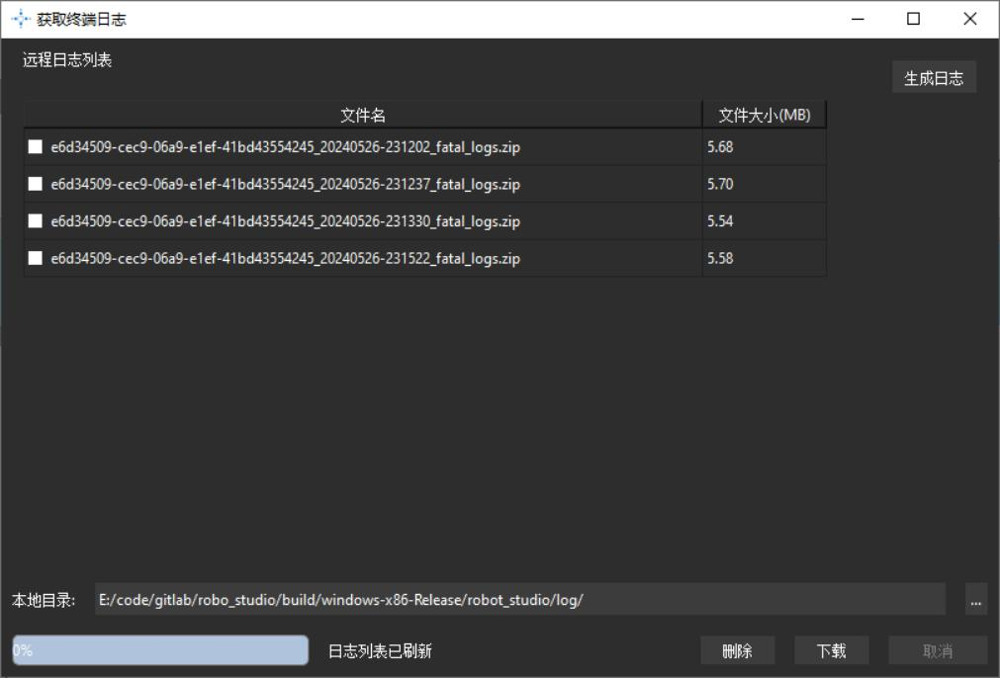 获取终端日志
远程日志列表
生成日志
文件名 文件大小(MB)
e6d34509-cec9-06a9-e1ef-41bd43554245_20240526-231202_fatal_logs.zip 5.68
e6d34509-cec9-06a9-e1ef-41bd43554245_20240526-231237_fatal_logs.zip 5.70
e6d34509-cec9-06a9-e1ef-41bd43554245_20240526-231330_fatal_logs.zip 5.54
e6d34509-cec9-06a9-e1ef-41bd43554245_20240526-231522_fatal_logs.zip 5.58
本地目录: E:/code/gitlab/robo_studio/build/windows-x86-Release/robot_studio/log/ ...
0% 日志列表已刷新 删除 下载 取消